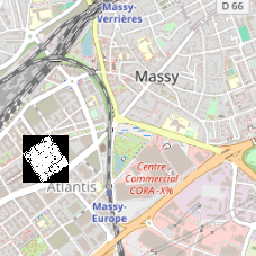 Massy-
Verrières
D 66
Massy
Centre
Commercial
CORA -X%
Atlantis
Massy-
Europe